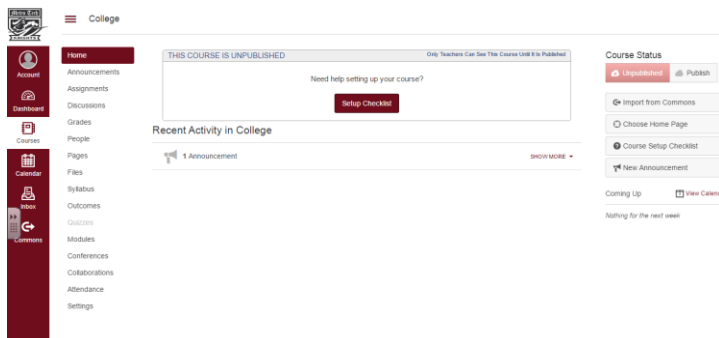 Metro Tech
KNIGHTS
College
Account
Dashboard
Courses
Calendar
Inbox
Commons
Home
Announcements
Assignments
Discussions
Grades
People
Pages
Files
Syllabus
Outcomes
Quizzes
Modules
Conferences
Collaborations
Attendance
Settings
THIS COURSE IS UNPUBLISHED
Only Teachers Can See This Course Until It Is Published
Need help setting up your course?
Setup Checklist
Recent Activity in College
1 Announcement
SHOW MORE
Course Status
Unpublished
Publish
Import from Commons
Choose Home Page
Course Setup Checklist
New Announcement
Coming Up
View Calen
Nothing for the next week